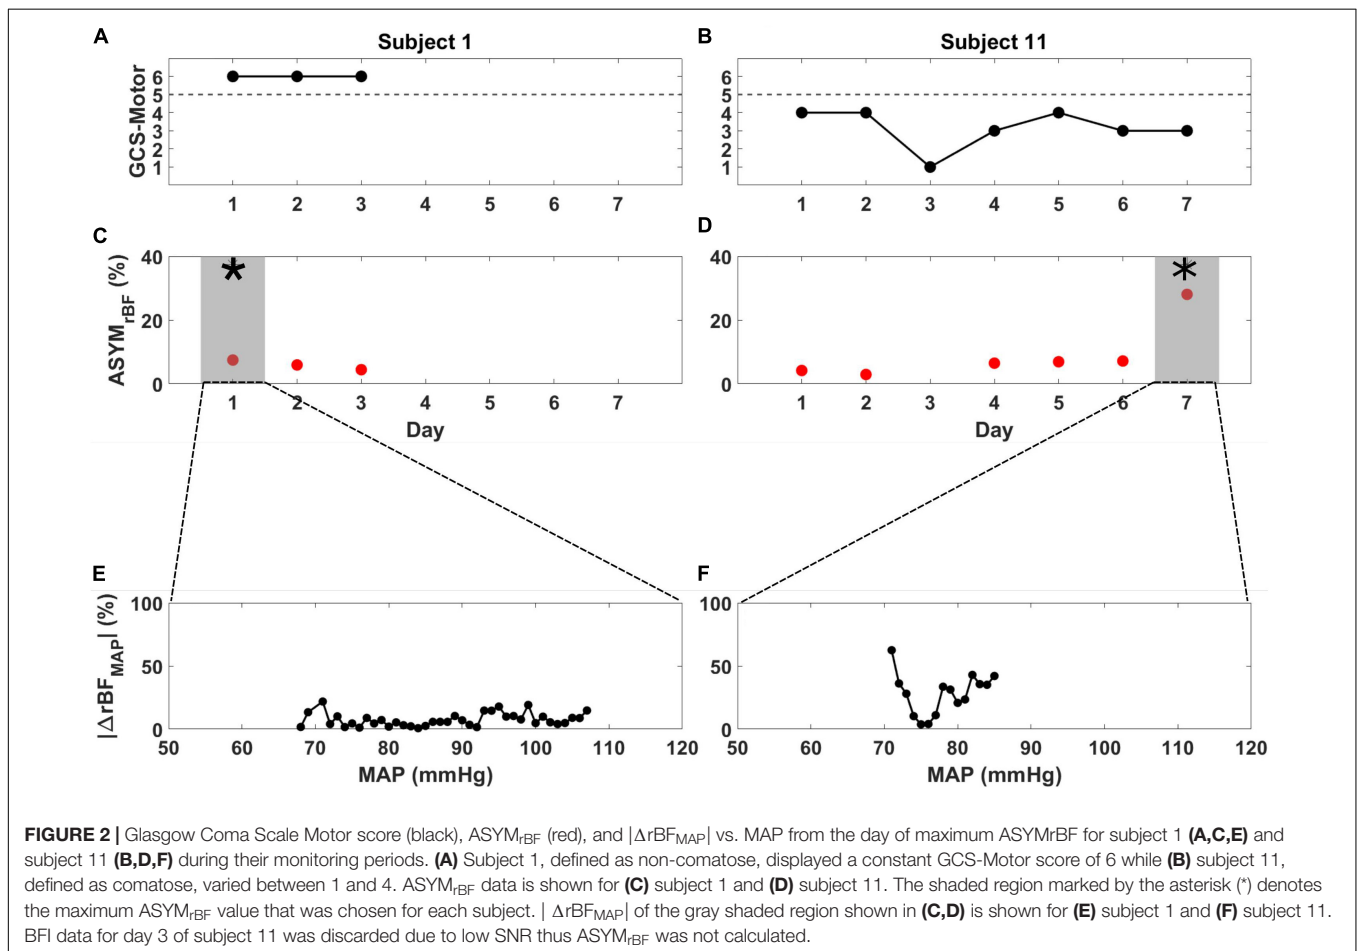 A
Subject 1
B
Subject 11
GCS-Motor
6
5
4
3
2
1
1 2 3 4 5 6 7
6
5
4
3
2
1
1 2 3 4 5 6 7
C
ASYM_rBF (%)
40
20
0
*
1 2 3 4 5 6 7
Day
D
40
20
0
*
1 2 3 4 5 6 7
Day
E
|ΔrBF_MAP| (%)
100
50
0
50 60 70 80 90 100 110 120
MAP (mmHg)
F
100
50
0
50 60 70 80 90 100 110 120
MAP (mmHg)
FIGURE 2 | Glasgow Coma Scale Motor score (black), ASYM_rBF (red), and |ΔrBF_MAP| vs. MAP from the day of maximum ASYMrBF for subject 1 (A,C,E) and
subject 11 (B,D,F) during their monitoring periods. (A) Subject 1, defined as non-comatose, displayed a constant GCS-Motor score of 6 while (B) subject 11,
defined as comatose, varied between 1 and 4. ASYM_rBF data is shown for (C) subject 1 and (D) subject 11. The shaded region marked by the asterisk (*) denotes
the maximum ASYM_rBF value that was chosen for each subject. | ΔrBF_MAP| of the gray shaded region shown in (C,D) is shown for (E) subject 1 and (F) subject 11.
BFI data for day 3 of subject 11 was discarded due to low SNR thus ASYM_rBF was not calculated.